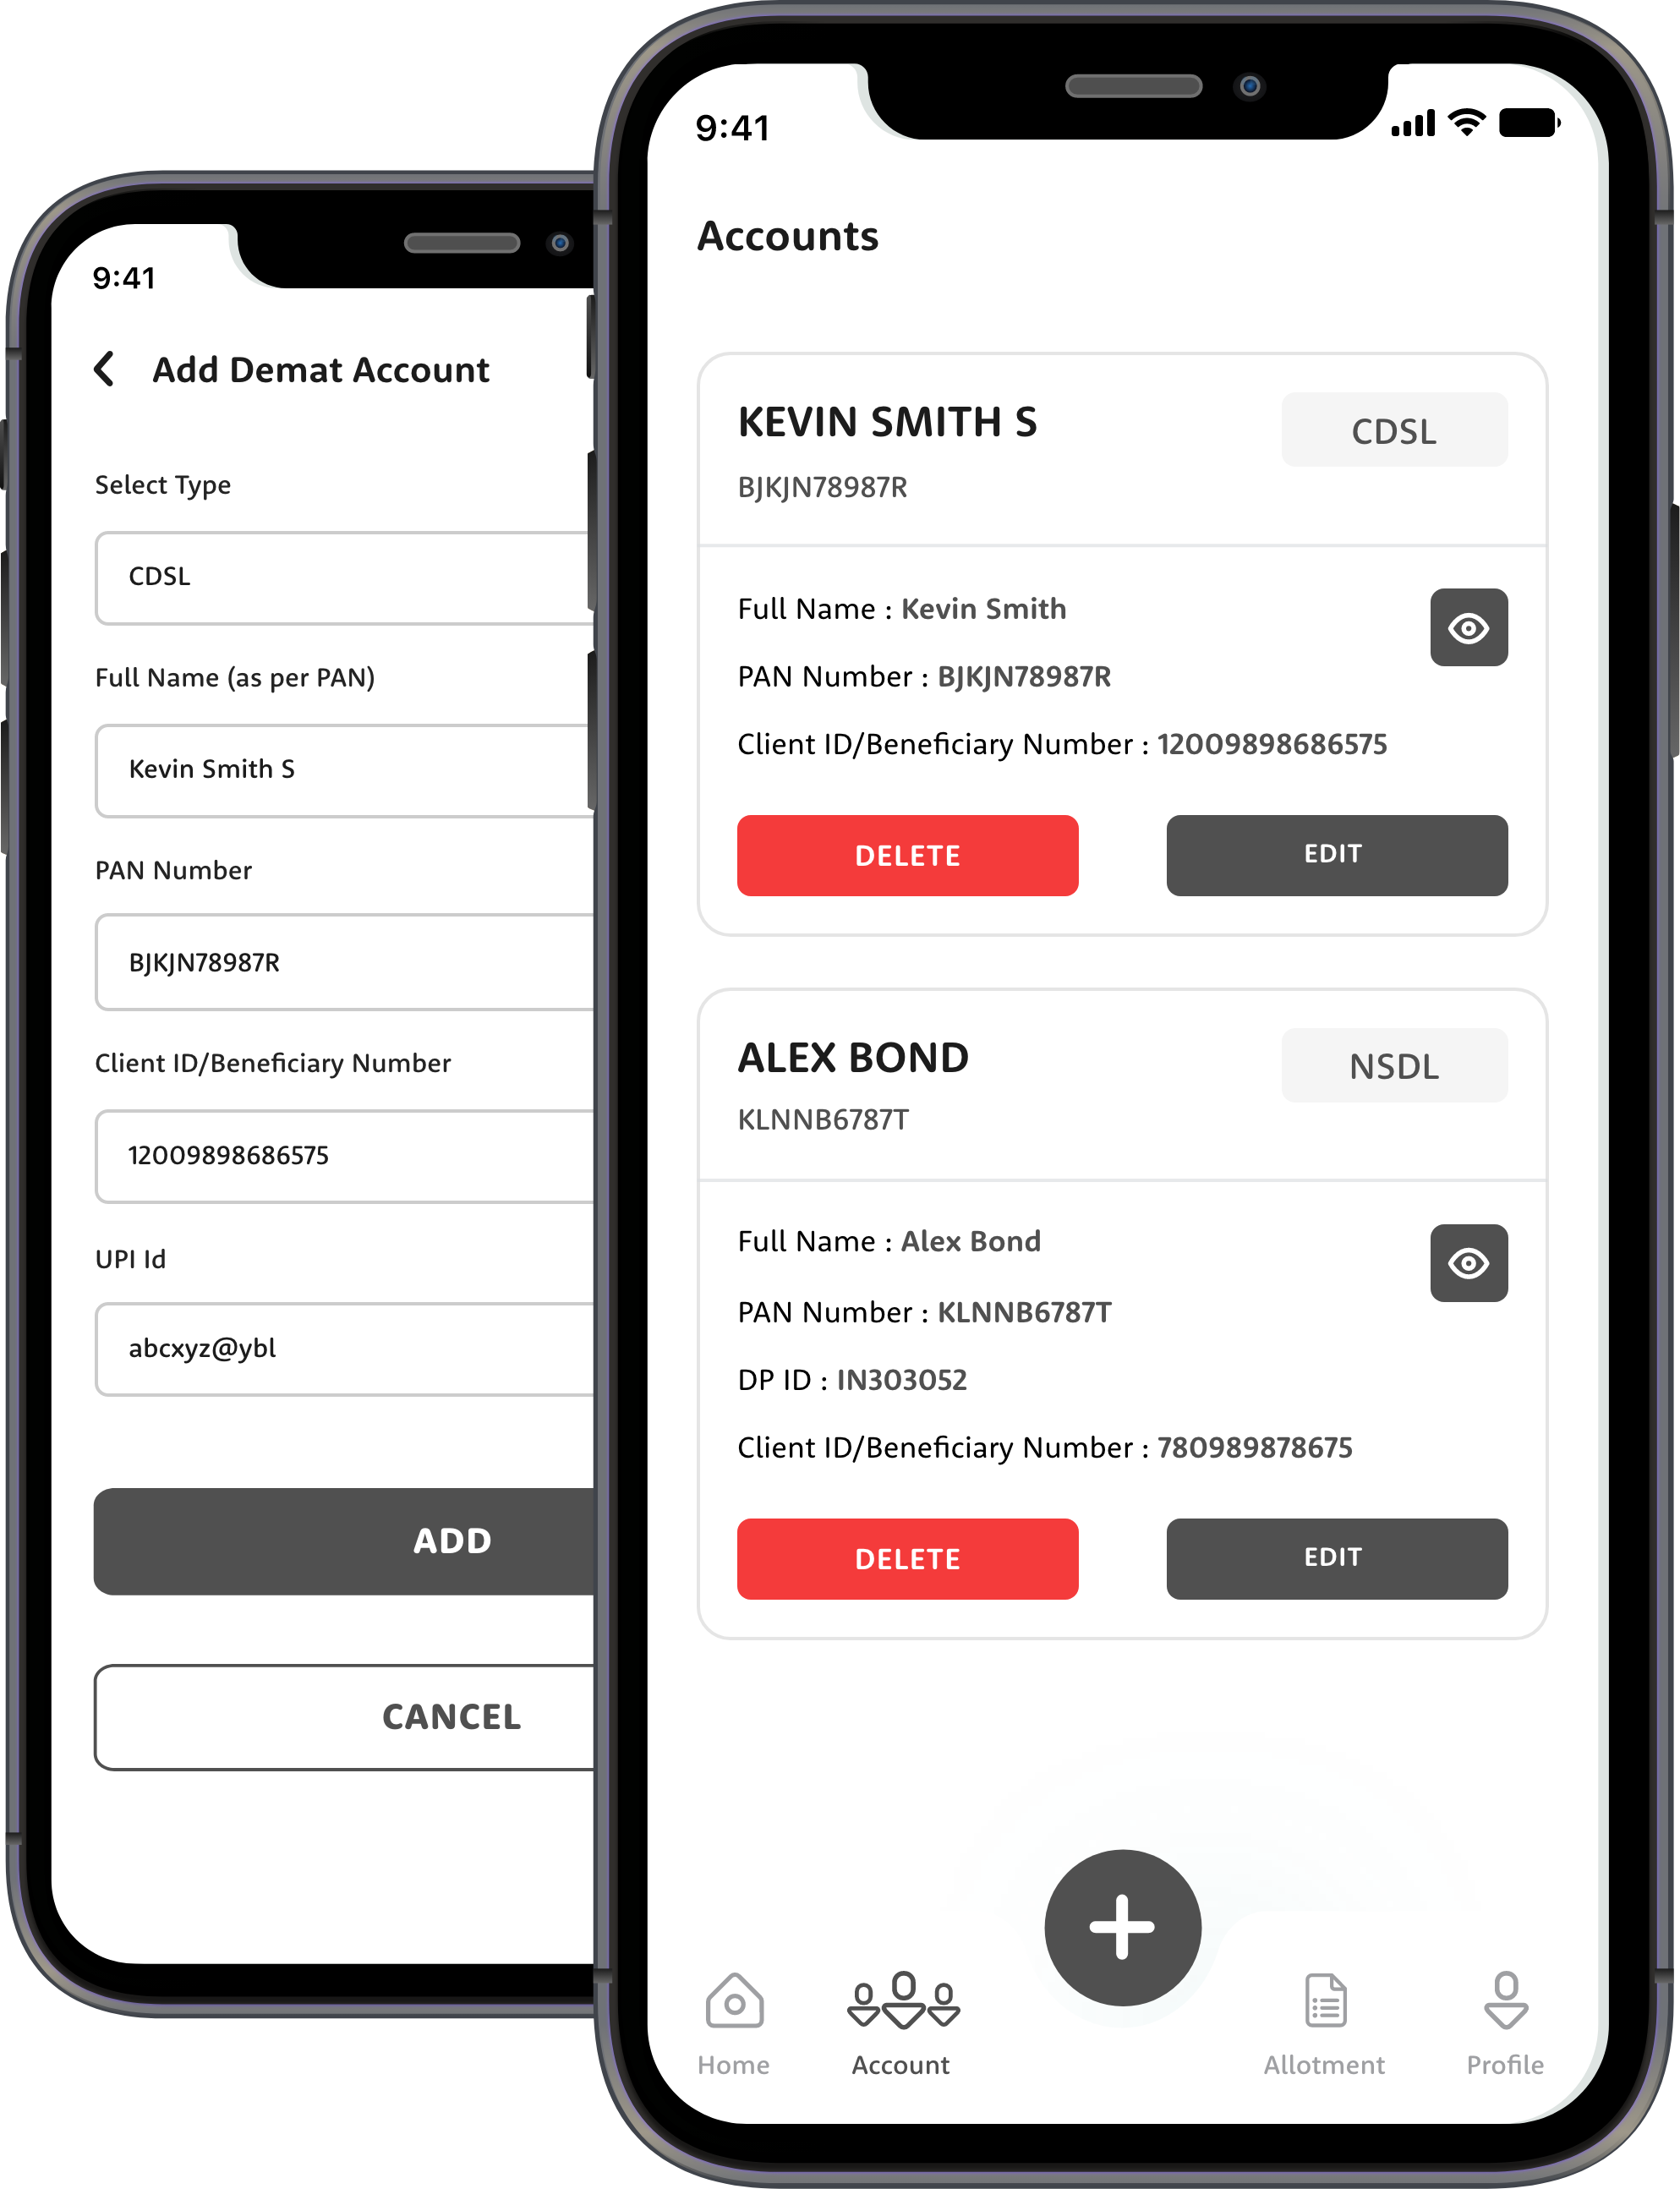 9:41
Add Demat Account
Select Type
CDSL
Full Name (as per PAN)
Kevin Smith S
PAN Number
BJKJN78987R
Client ID/Beneficiary Number
12009898686575
UPI Id
abcxyz@ybl
ADD
CANCEL
9:41
Accounts
KEVIN SMITH S
CDSL
BJKJN78987R
Full Name : Kevin Smith
PAN Number : BJKJN78987R
Client ID/Beneficiary Number : 12009898686575
DELETE
EDIT
ALEX BOND
NSDL
KLNNB6787T
Full Name : Alex Bond
PAN Number : KLNNB6787T
DP ID : IN303052
Client ID/Beneficiary Number : 780989878675
DELETE
EDIT
Home
Account
Allotment
Profile